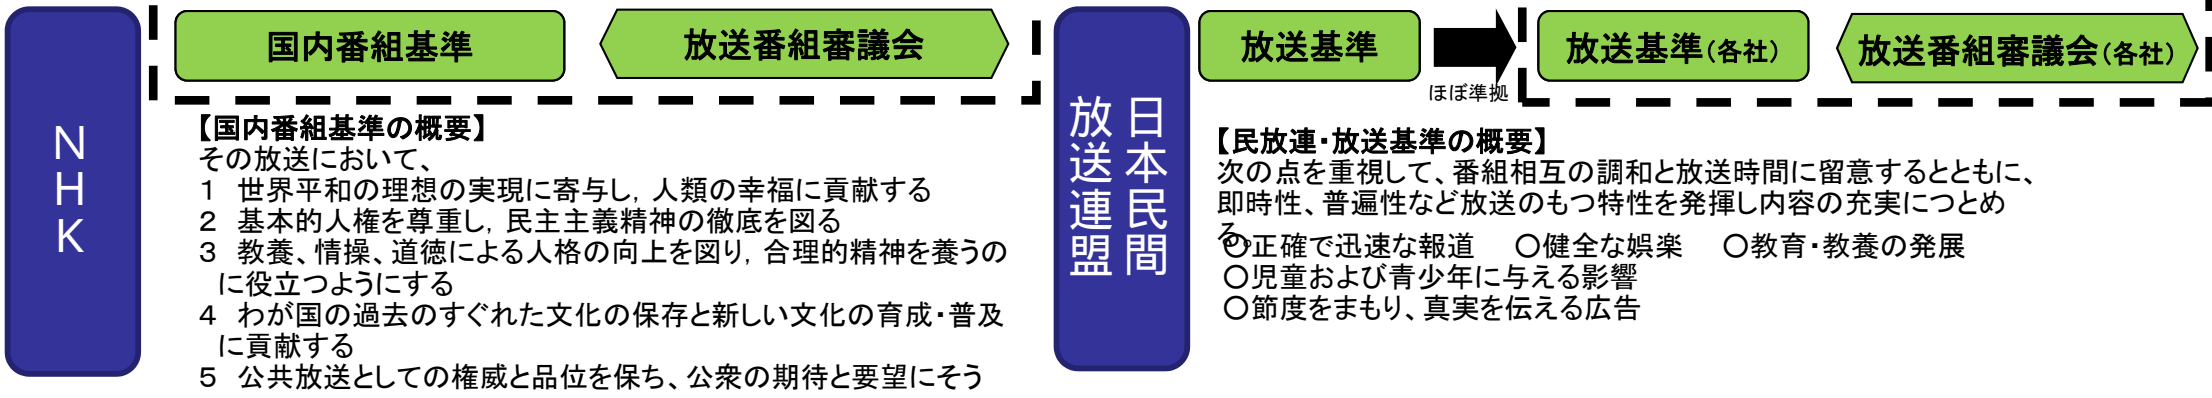 NHK
国内番組基準
放送番組審議会
【国内番組基準の概要】
その放送において、
1 世界平和の理想の実現に寄与し，人類の幸福に貢献する
2 基本的人権を尊重し，民主主義精神の徹底を図る
3 教養、情操、道徳による人格の向上を図り，合理的精神を養うの
に役立つようにする
4 わが国の過去のすぐれた文化の保存と新しい文化の育成・普及
に貢献する
5 公共放送としての権威と品位を保ち、公衆の期待と要望にそう
日本民間
放送連盟
放送基準
ほぼ準拠
放送基準（各社）
放送番組審議会（各社）
【民放連・放送基準の概要】
次の点を重視して、番組相互の調和と放送時間に留意するとともに、
即時性、普遍性など放送のもつ特性を発揮し内容の充実につとめ
る。
○正確で迅速な報道 ○健全な娯楽 ○教育・教養の発展
○児童および青少年に与える影響
○節度をまもり、真実を伝える広告